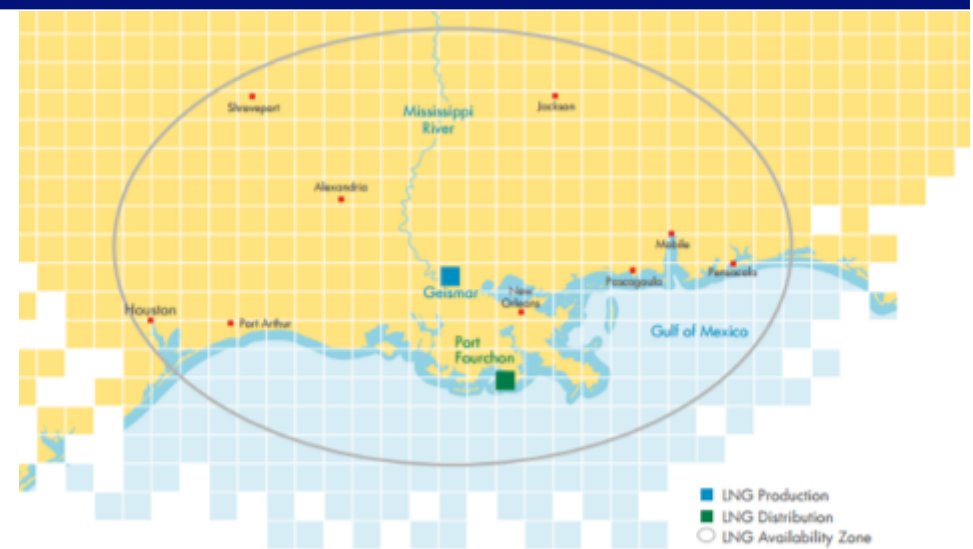 Shreveport
Jackson
Mississippi
River
Alexandria
Mobile
Pensacola
Pascagoula
Geismar
New
Orleans
Houston
Port Arthur
Gulf of Mexico
Port
Fourchon
LNG Production
LNG Distribution
LNG Availability Zone